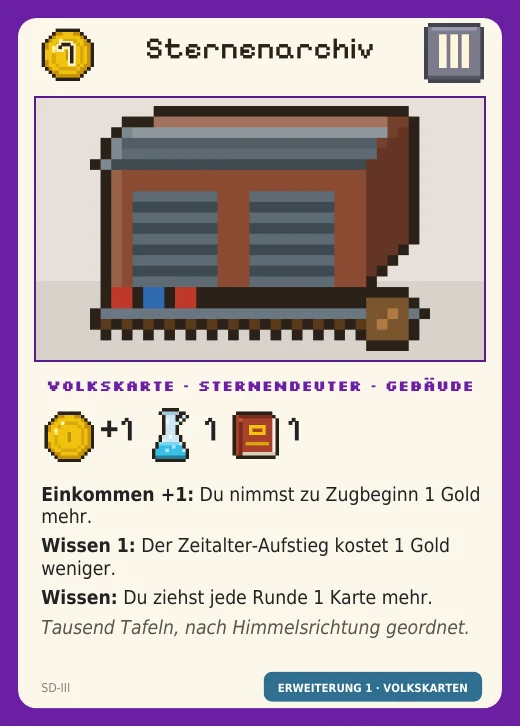 1 Sternenarchiv III
VOLKSKARTE · STERNENDEUTER · GEBÄUDE
+1 1 1
Einkommen +1: Du nimmst zu Zugbeginn 1 Gold
mehr.
Wissen 1: Der Zeitalter-Aufstieg kostet 1 Gold
weniger.
Wissen: Du ziehst jede Runde 1 Karte mehr.
Tausend Tafeln, nach Himmelsrichtung geordnet.
SD-III ERWEITERUNG 1 · VOLKSKARTEN